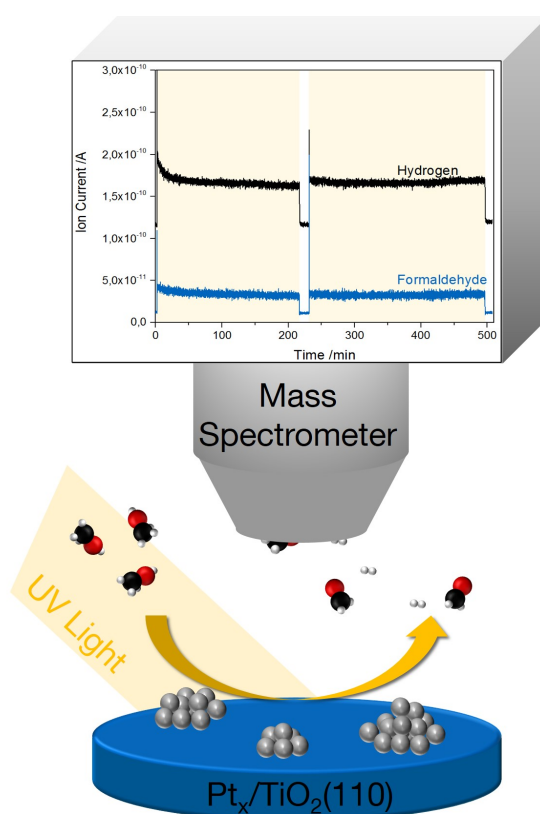 3,0x10⁻¹⁰
2,5x10⁻¹⁰
2,0x10⁻¹⁰
1,5x10⁻¹⁰
1,0x10⁻¹⁰
5,0x10⁻¹¹
0,0
Ion Current /A
Hydrogen
Formaldehyde
0 100 200 300 400 500
Time /min
Mass
Spectrometer
UV Light
Ptₓ/TiO₂(110)